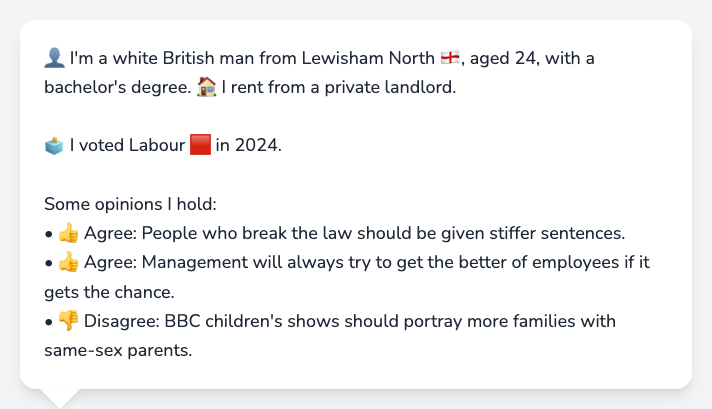 👤 I'm a white British man from Lewisham North 🏴󠁧󠁢󠁥󠁮󠁧󠁿, aged 24, with a
bachelor's degree. 🏠 I rent from a private landlord.
🗳️ I voted Labour 🟥 in 2024.
Some opinions I hold:
• 👍 Agree: People who break the law should be given stiffer sentences.
• 👍 Agree: Management will always try to get the better of employees if it
gets the chance.
• 👎 Disagree: BBC children's shows should portray more families with
same-sex parents.